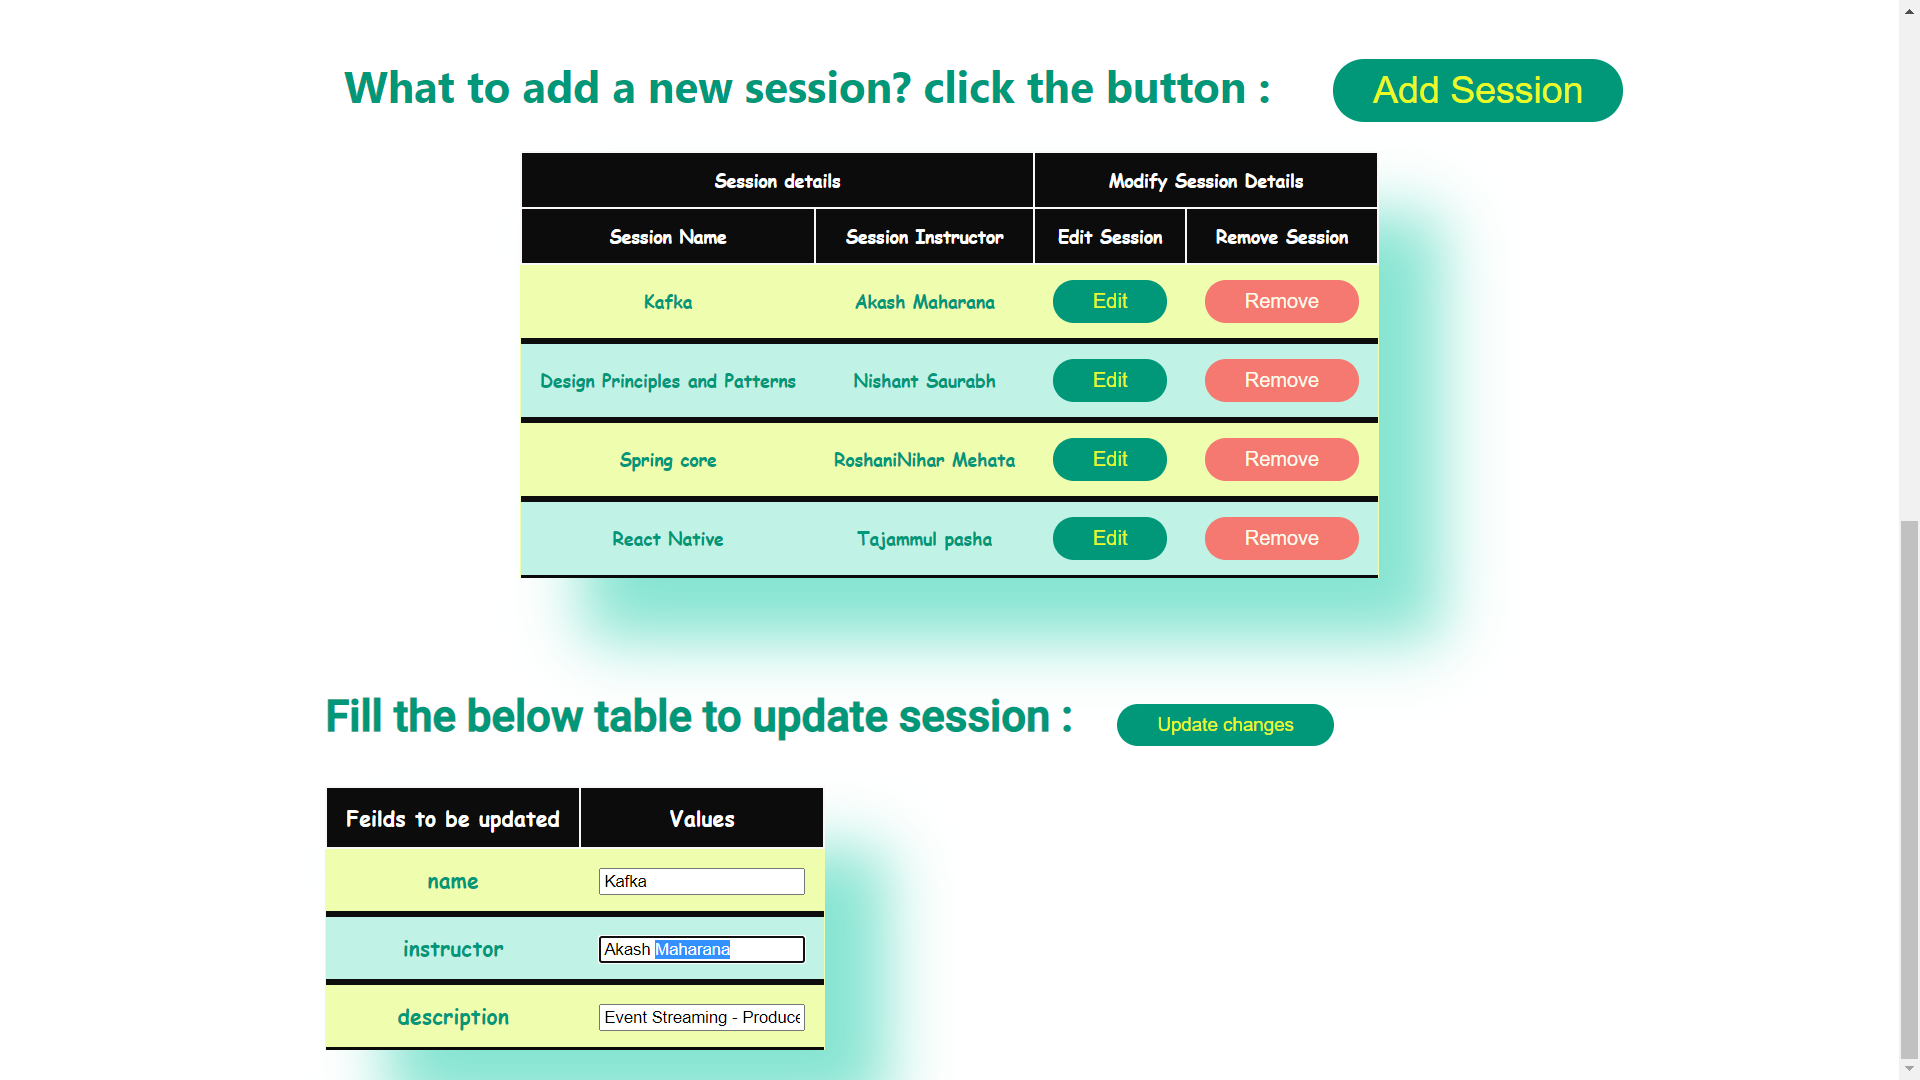 What to add a new session? click the button :
Add Session
Session details Modify Session Details
Session Name Session Instructor Edit Session Remove Session
Kafka Akash Maharana Edit Remove
Design Principles and Patterns Nishant Saurabh Edit Remove
Spring core RoshaniNihar Mehata Edit Remove
React Native Tajammul pasha Edit Remove
Fill the below table to update session :
Update changes
Feilds to be updated Values
name Kafka
instructor Akash Maharana
description Event Streaming - Produce